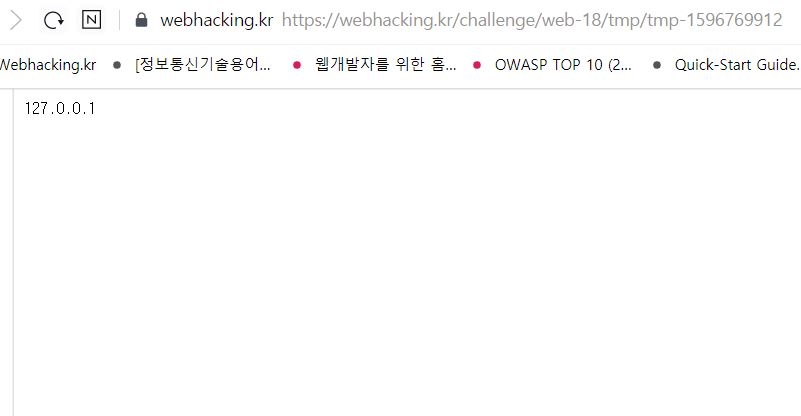 webhacking.kr https://webhacking.kr/challenge/web-18/tmp/tmp-1596769912
Webhacking.kr [정보통신기술용어... 웹개발자를 위한 홈... OWASP TOP 10 (2... Quick-Start Guide.
127.0.0.1